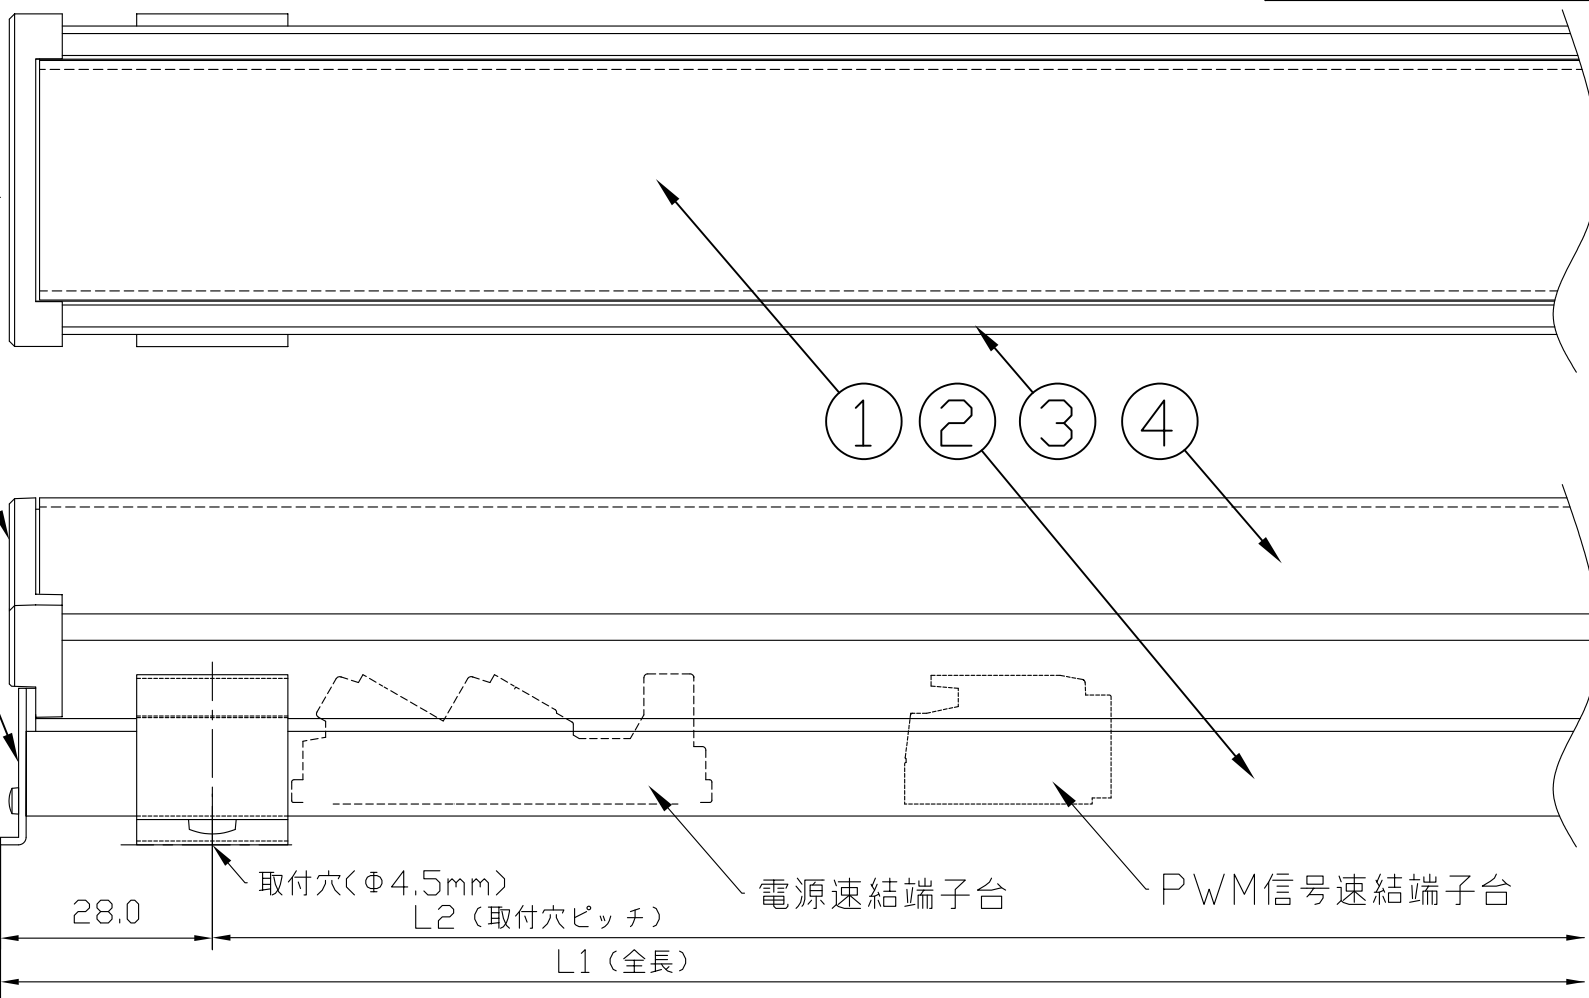 1 2 3 4
取付穴(Φ4.5mm)
電源速結端子台
PWM信号速結端子台
28.0
L2 (取付穴ピッチ)
L1 (全長)